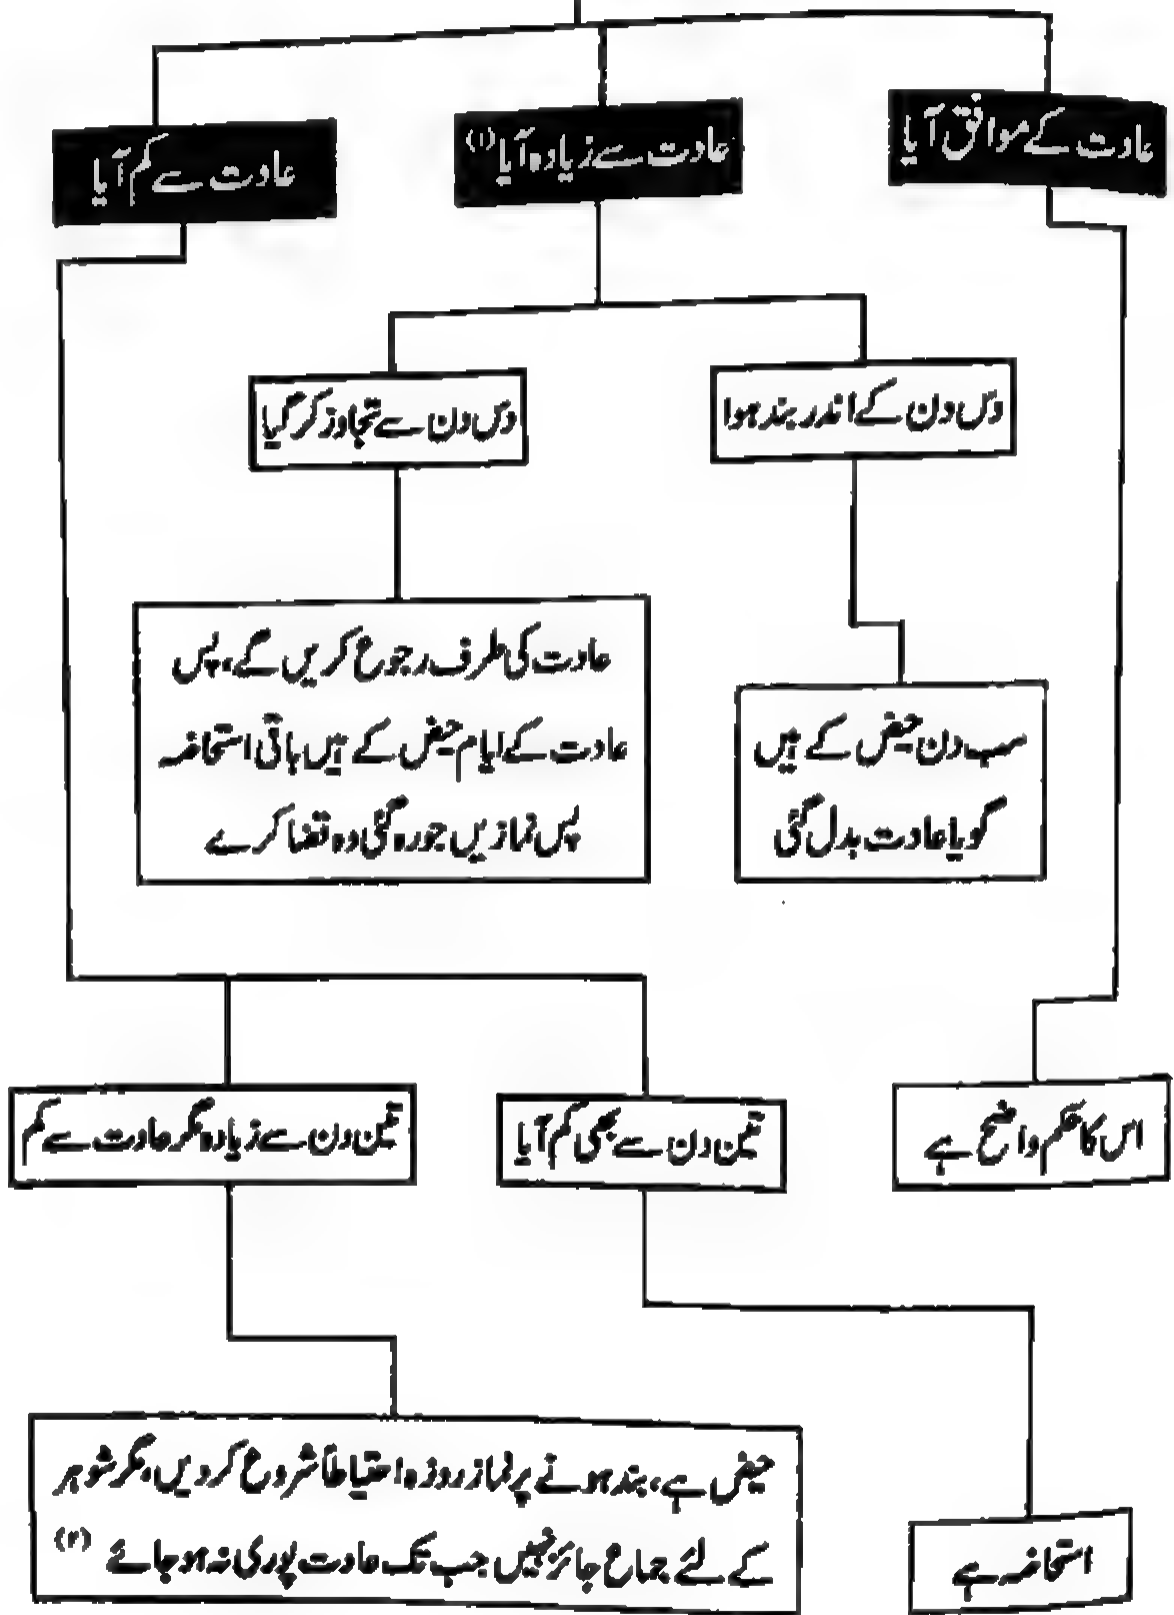 عادت کے موافق آیا
عادت سے زیادہ آیا (۱)
عادت سے کم آیا
دس دن کے اندر بند ہوا
دس دن سے تجاوز کر گیا
عادت کی طرف رجوع کریں گے، پس
عادت کے ایام حیض کے ہیں باقی استحاضہ
پس نمازیں جو رہ گئی وہ قضا کرے
سب دن حیض کے ہیں
گویا عادت بدل گئی
اس کا حکم واضح ہے
تین دن سے بھی کم آیا
تین دن سے زیادہ مگر عادت سے کم
حیض ہے، بند ہونے پر نماز روزہ احتیاطاً شروع کر دیں، مگر شوہر
کے لئے جماع جائز نہیں جب تک عادت پوری نہ ہو جائے (۲)
استحاضہ ہے